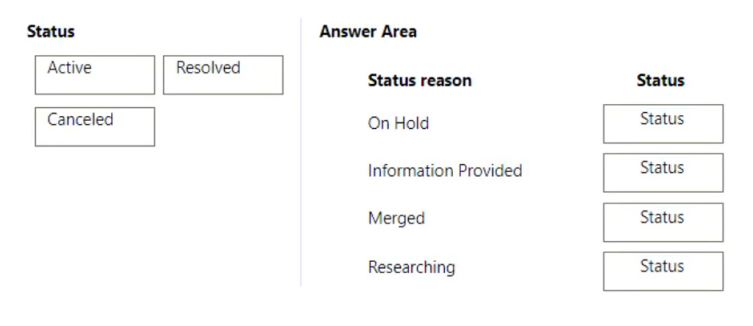 Status
Active
Resolved
Canceled
Answer Area
Status reason Status
On Hold Status
Information Provided Status
Merged Status
Researching Status